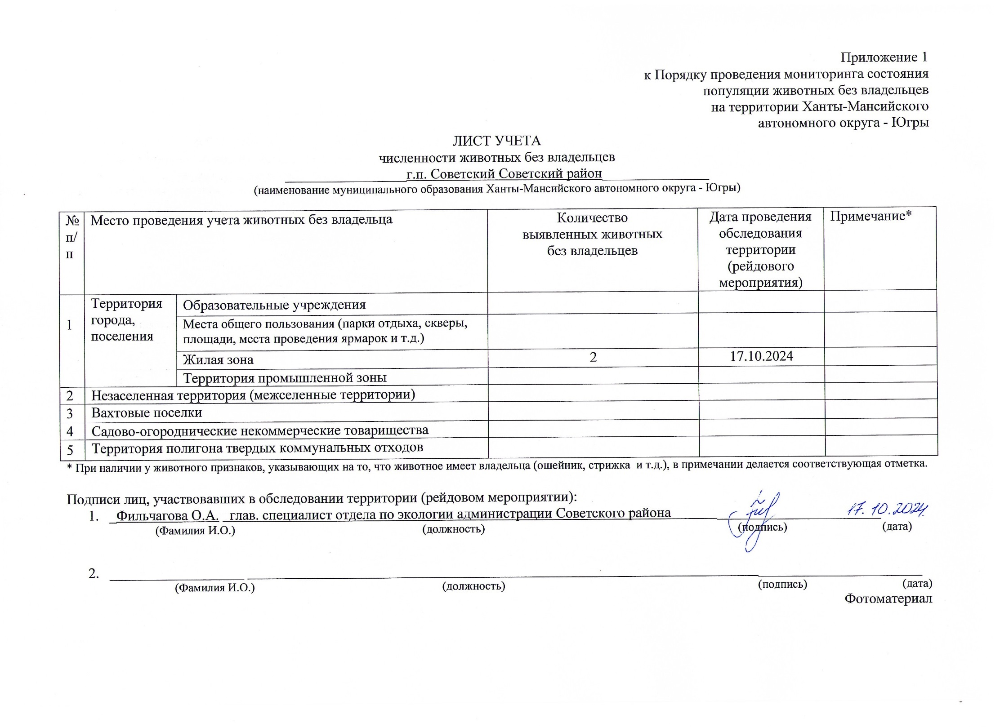 Приложение 1
к Порядку проведения мониторинга состояния
популяции животных без владельцев
на территории Ханты-Мансийского
автономного округа - Югры
ЛИСТ УЧЕТА
численности животных без владельцев
г.п. Советский Советский район
(наименование муниципального образования Ханты-Мансийского автономного округа - Югры)
№ п/п
Место проведения учета животных без владельца
Количество
выявленных животных
без владельцев
Дата проведения
обследования
территории
(рейдового
мероприятия)
Примечание*
1
Территория
города,
поселения
Образовательные учреждения
Места общего пользования (парки отдыха, скверы,
площади, места проведения ярмарок и т.д.)
Жилая зона 2 17.10.2024
Территория промышленной зоны
2 Незаселенная территория (межселенные территории)
3 Вахтовые поселки
4 Садово-огороднические некоммерческие товарищества
5 Территория полигона твердых коммунальных отходов
* При наличии у животного признаков, указывающих на то, что животное имеет владельца (ошейник, стрижка и т.д.), в примечании делается соответствующая отметка.
Подписи лиц, участвовавших в обследовании территории (рейдовом мероприятии):
1. Фильчагова О.А. глав. специалист отдела по экологии администрации Советского района 17.10.2024.
(Фамилия И.О.) (должность) (подпись) (дата)
2.
(Фамилия И.О.) (должность) (подпись) (дата)
Фотоматериал